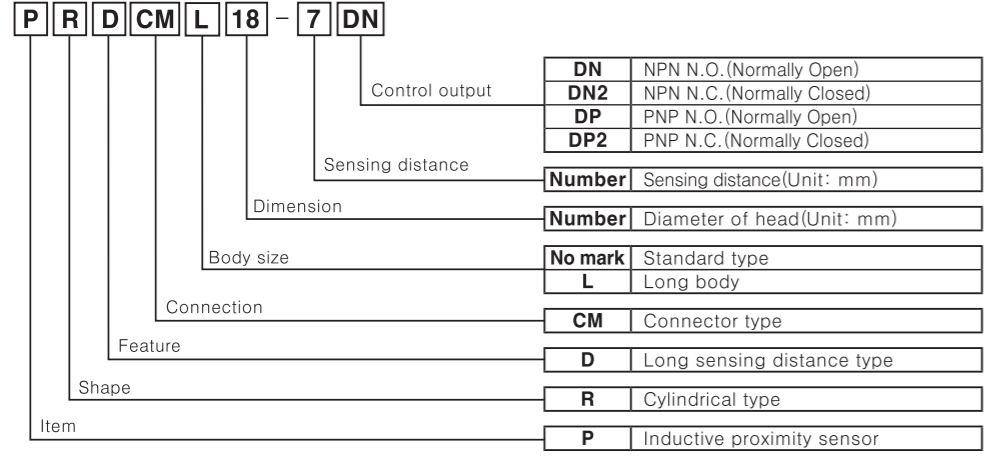 P R D CM L 18 - 7 DN
Control output
DN NPN N.O.(Normally Open)
DN2 NPN N.C.(Normally Closed)
DP PNP N.O.(Normally Open)
DP2 PNP N.C.(Normally Closed)
Sensing distance
Number Sensing distance(Unit: mm)
Dimension
Number Diameter of head(Unit: mm)
Body size
No mark Standard type
L Long body
Connection
CM Connector type
Feature
D Long sensing distance type
Shape
R Cylindrical type
Item
P Inductive proximity sensor